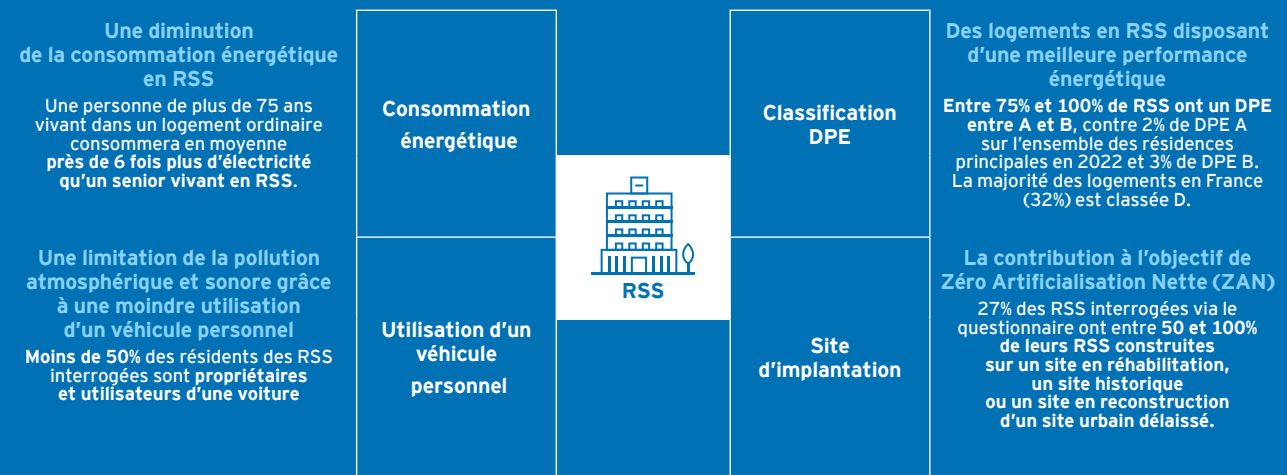 Une diminution
de la consommation énergétique
en RSS
Une personne de plus de 75 ans
vivant dans un logement ordinaire
consommera en moyenne
près de 6 fois plus d'électricité
qu'un senior vivant en RSS.
Consommation
énergétique
Classification
DPE
Des logements en RSS disposant
d'une meilleure performance
énergétique
Entre 75% et 100% de RSS ont un DPE
entre A et B, contre 2% de DPE A
sur l'ensemble des résidences
principales en 2022 et 3% de DPE B.
La majorité des logements en France
(32%) est classée D.
RSS
Une limitation de la pollution
atmosphérique et sonore grâce
à une moindre utilisation
d'un véhicule personnel
Moins de 50% des résidents des RSS
interrogées sont propriétaires
et utilisateurs d'une voiture
Utilisation d'un
véhicule
personnel
Site
d'implantation
La contribution à l'objectif de
Zéro Artificialisation Nette (ZAN)
27% des RSS interrogées via le
questionnaire ont entre 50 et 100%
de leurs RSS construites
sur un site en réhabilitation,
un site historique
ou un site en reconstruction
d'un site urbain délaissé.